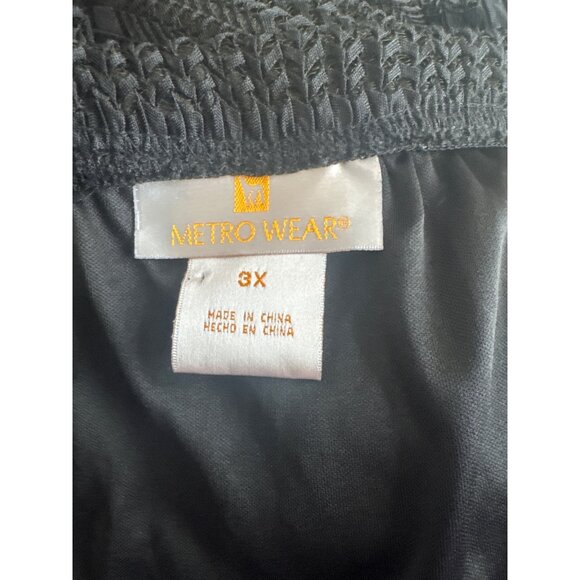 METRO WEAR®
3X
MADE IN CHINA
HECHO EN CHINA